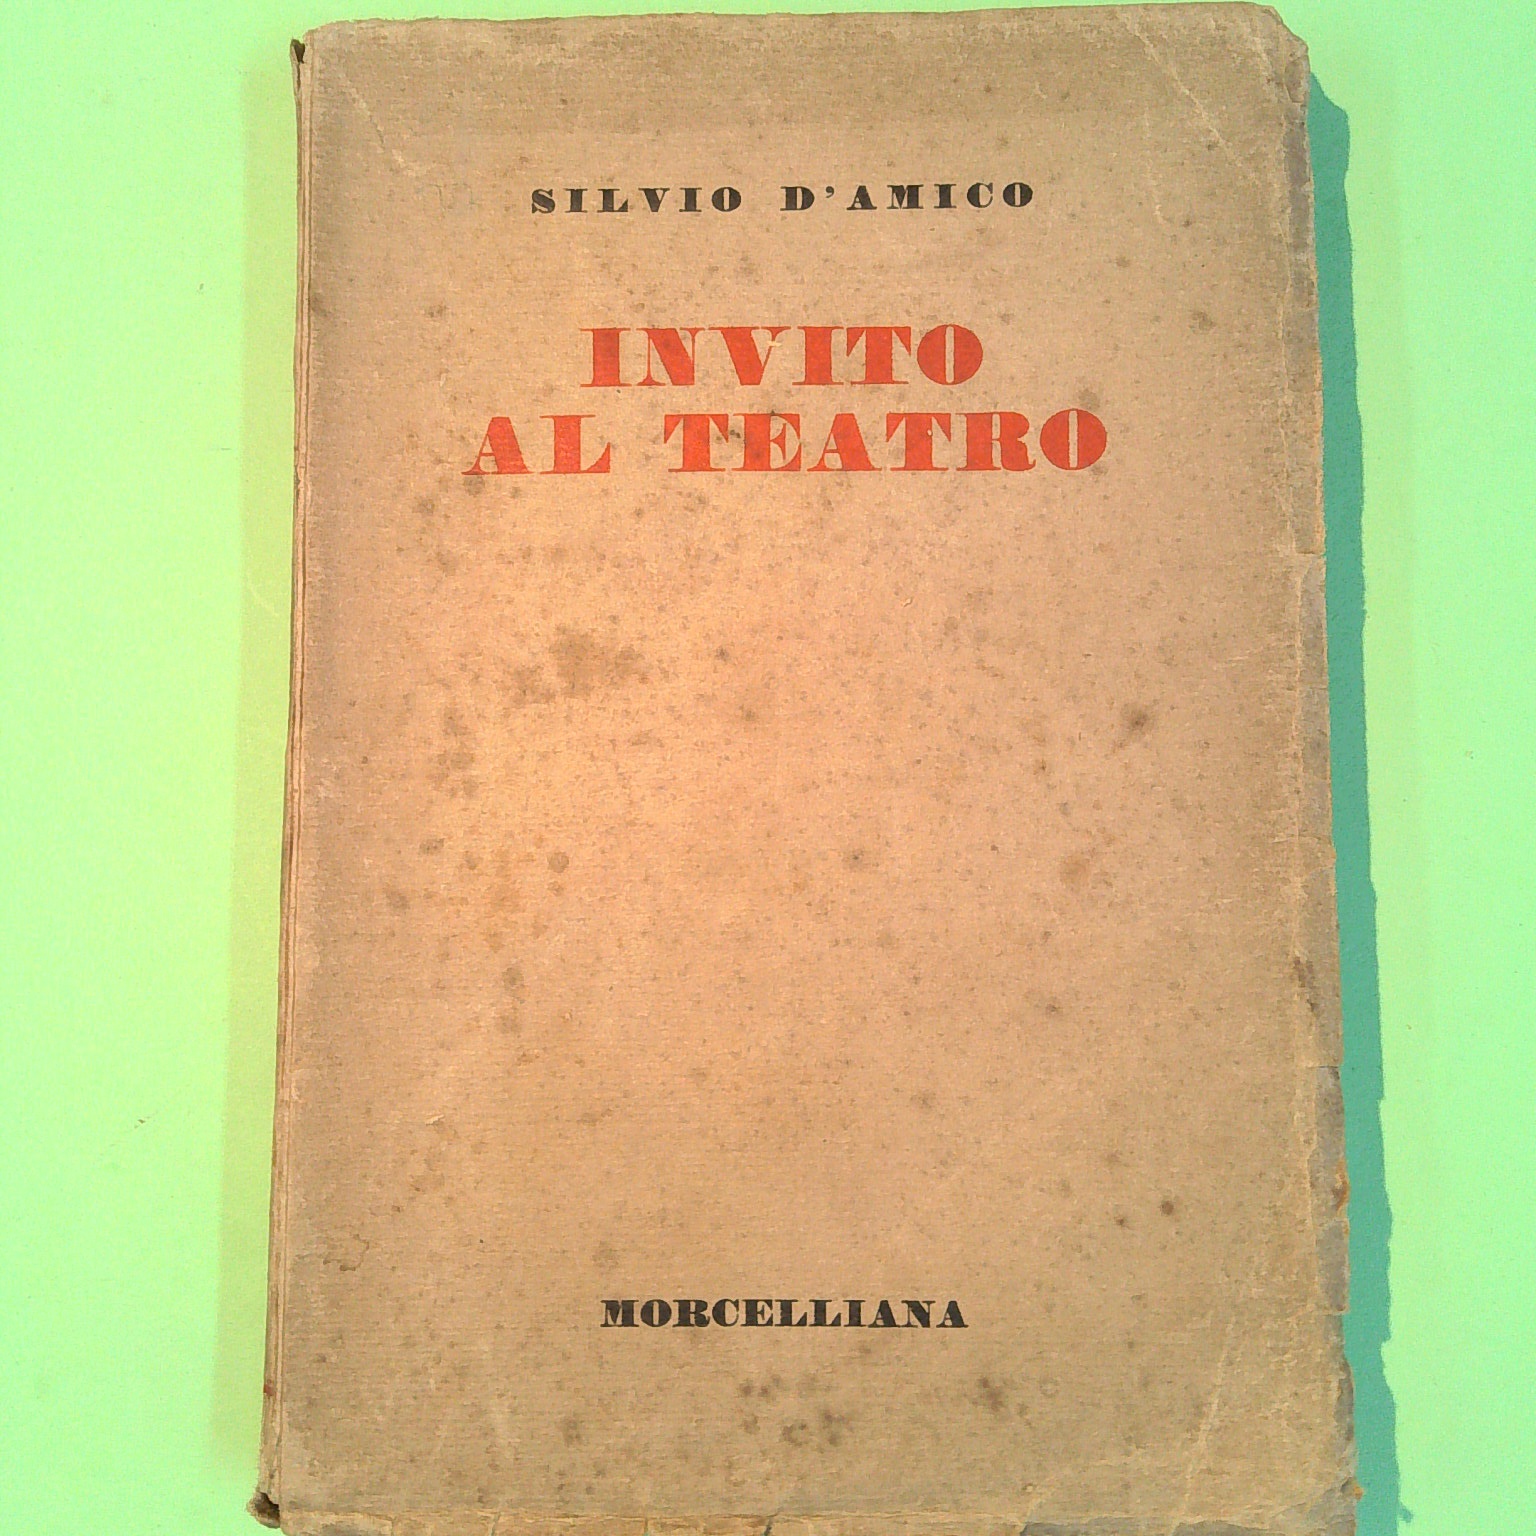 SILVIO D'AMICO
INVITO
AL TEATRO
MORCELLIANA